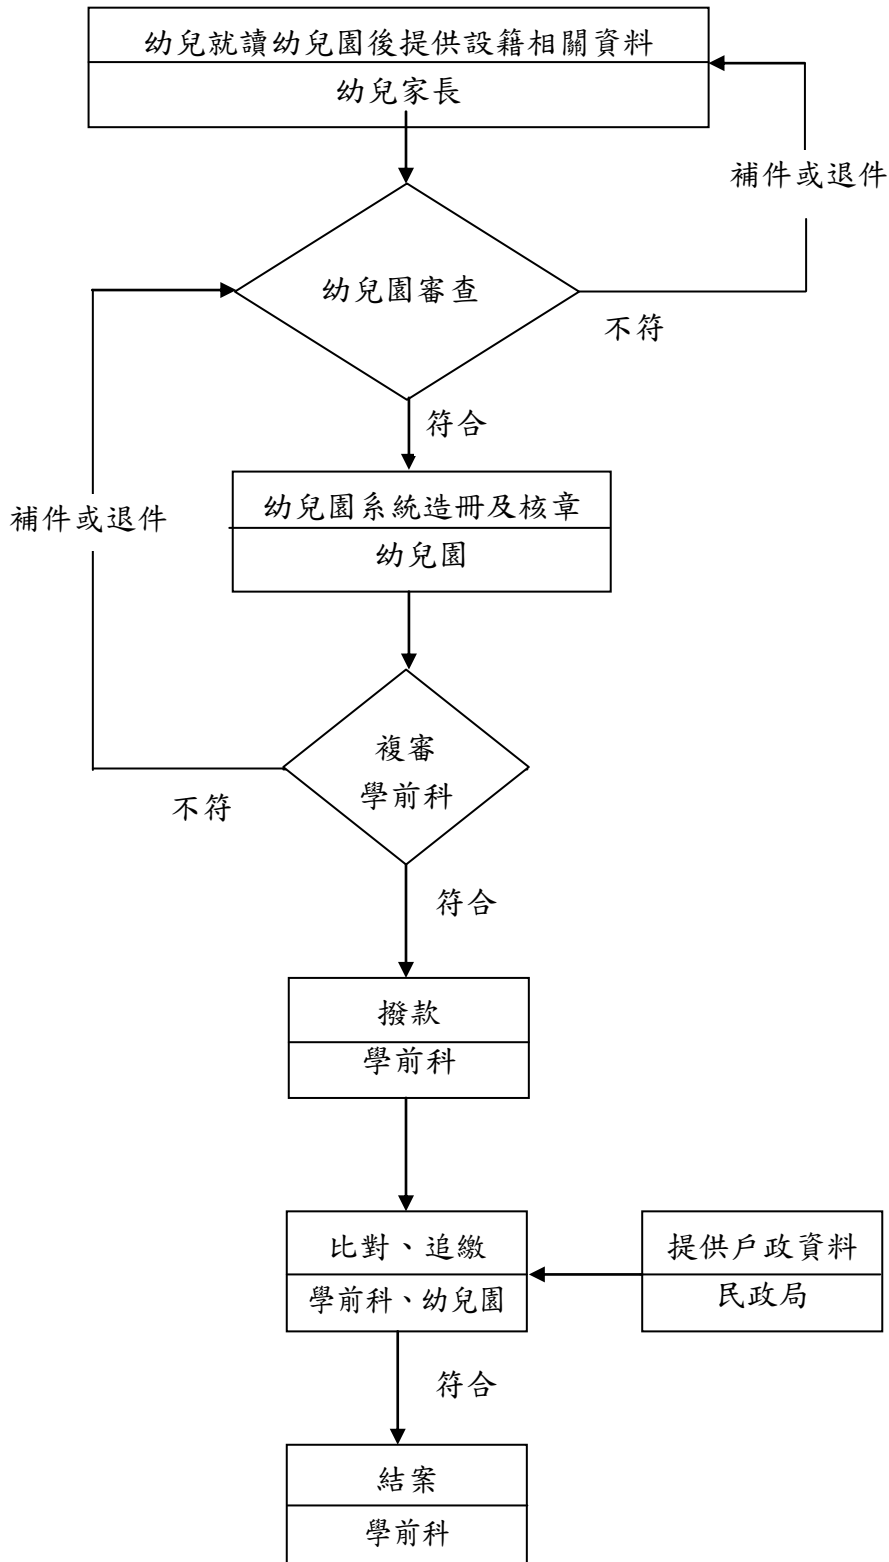 幼兒就讀幼兒園後提供設籍相關資料
幼兒家長
補件或退件
幼兒園審查
不符
符合
幼兒園系統造冊及核章
補件或退件
幼兒園
複審
學前科
不符
符合
撥款
學前科
比對、追繳
提供戶政資料
學前科、幼兒園
民政局
符合
結案
學前科